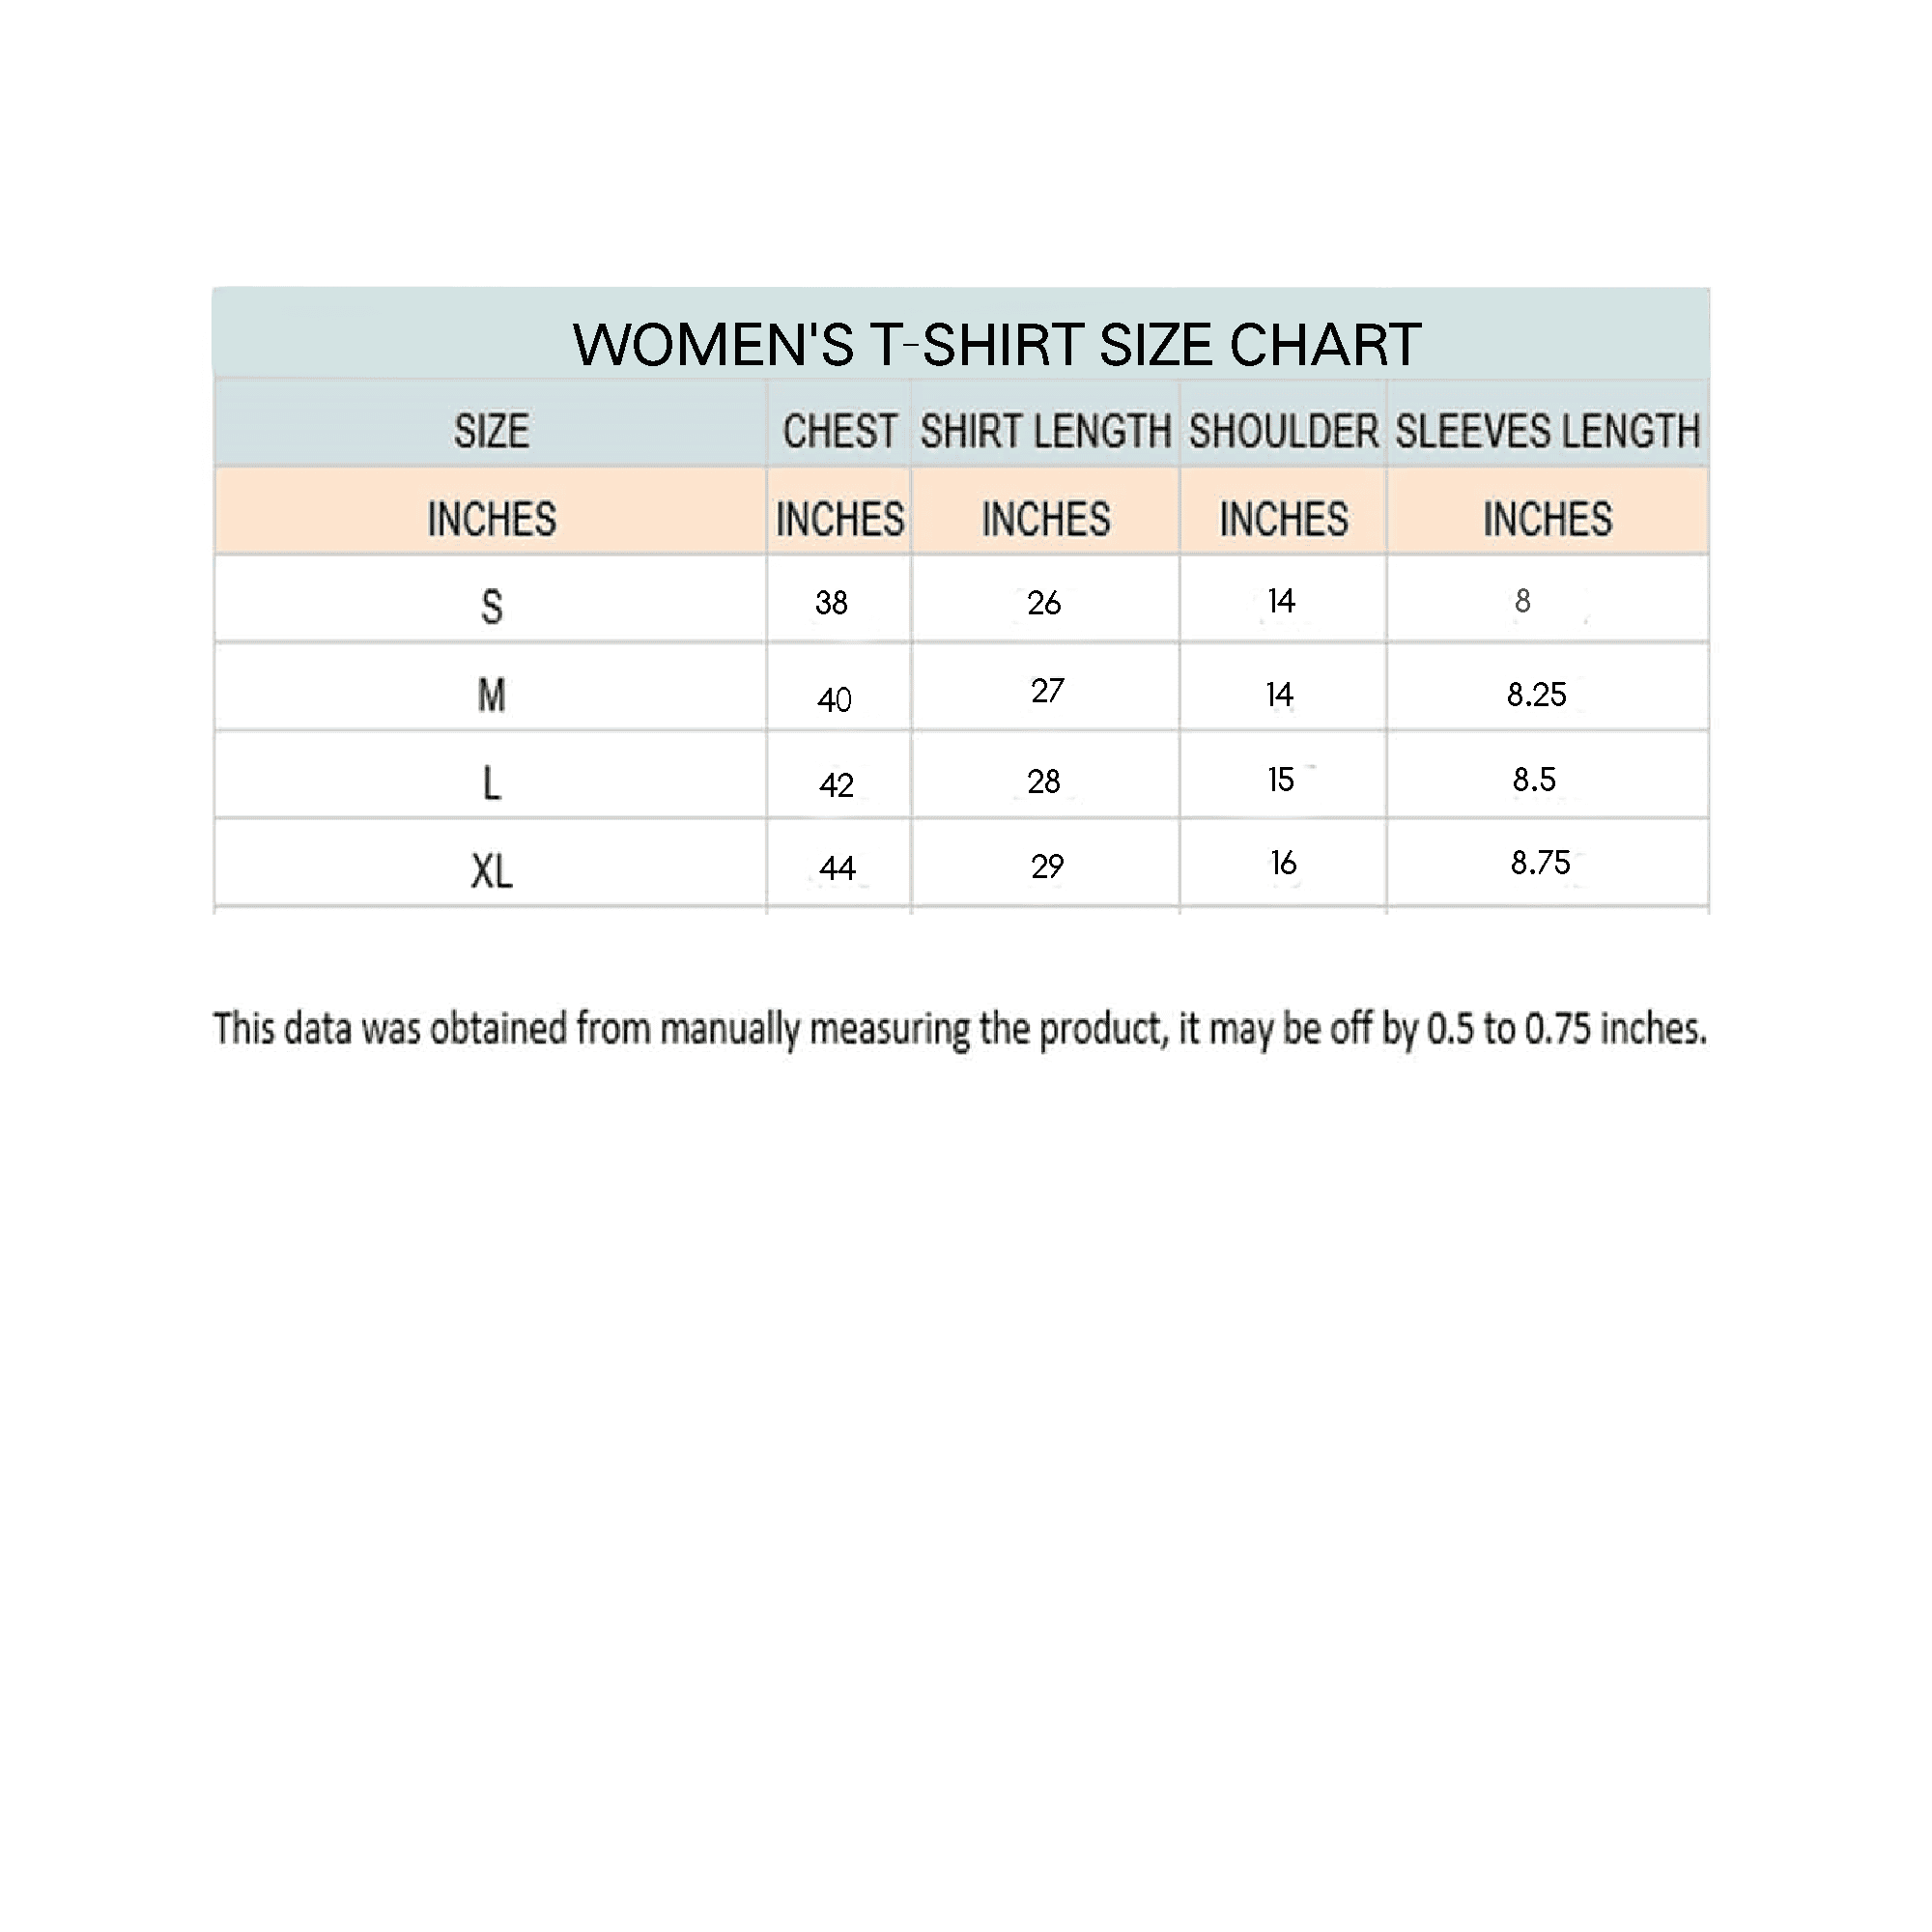 WOMEN'S T-SHIRT SIZE CHART
SIZE CHEST SHIRT LENGTH SHOULDER SLEEVES LENGTH
INCHES INCHES INCHES INCHES INCHES
S 38 26 14 8
M 40 27 14 8.25
L 42 28 15 8.5
XL 44 29 16 8.75
This data was obtained from manually measuring the product, it may be off by 0.5 to 0.75 inches.